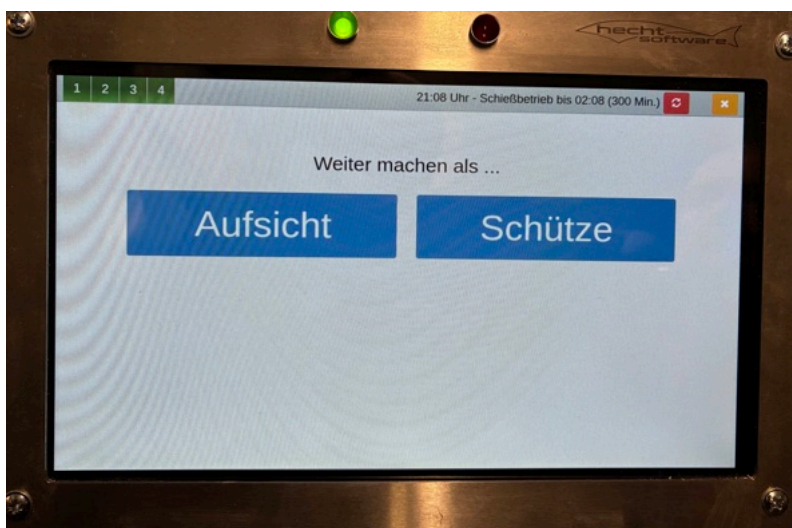 hecht
software
1 2 3 4
21:08 Uhr - Schießbetrieb bis 02:08 (300 Min.)
Weiter machen als ...
Aufsicht Schütze